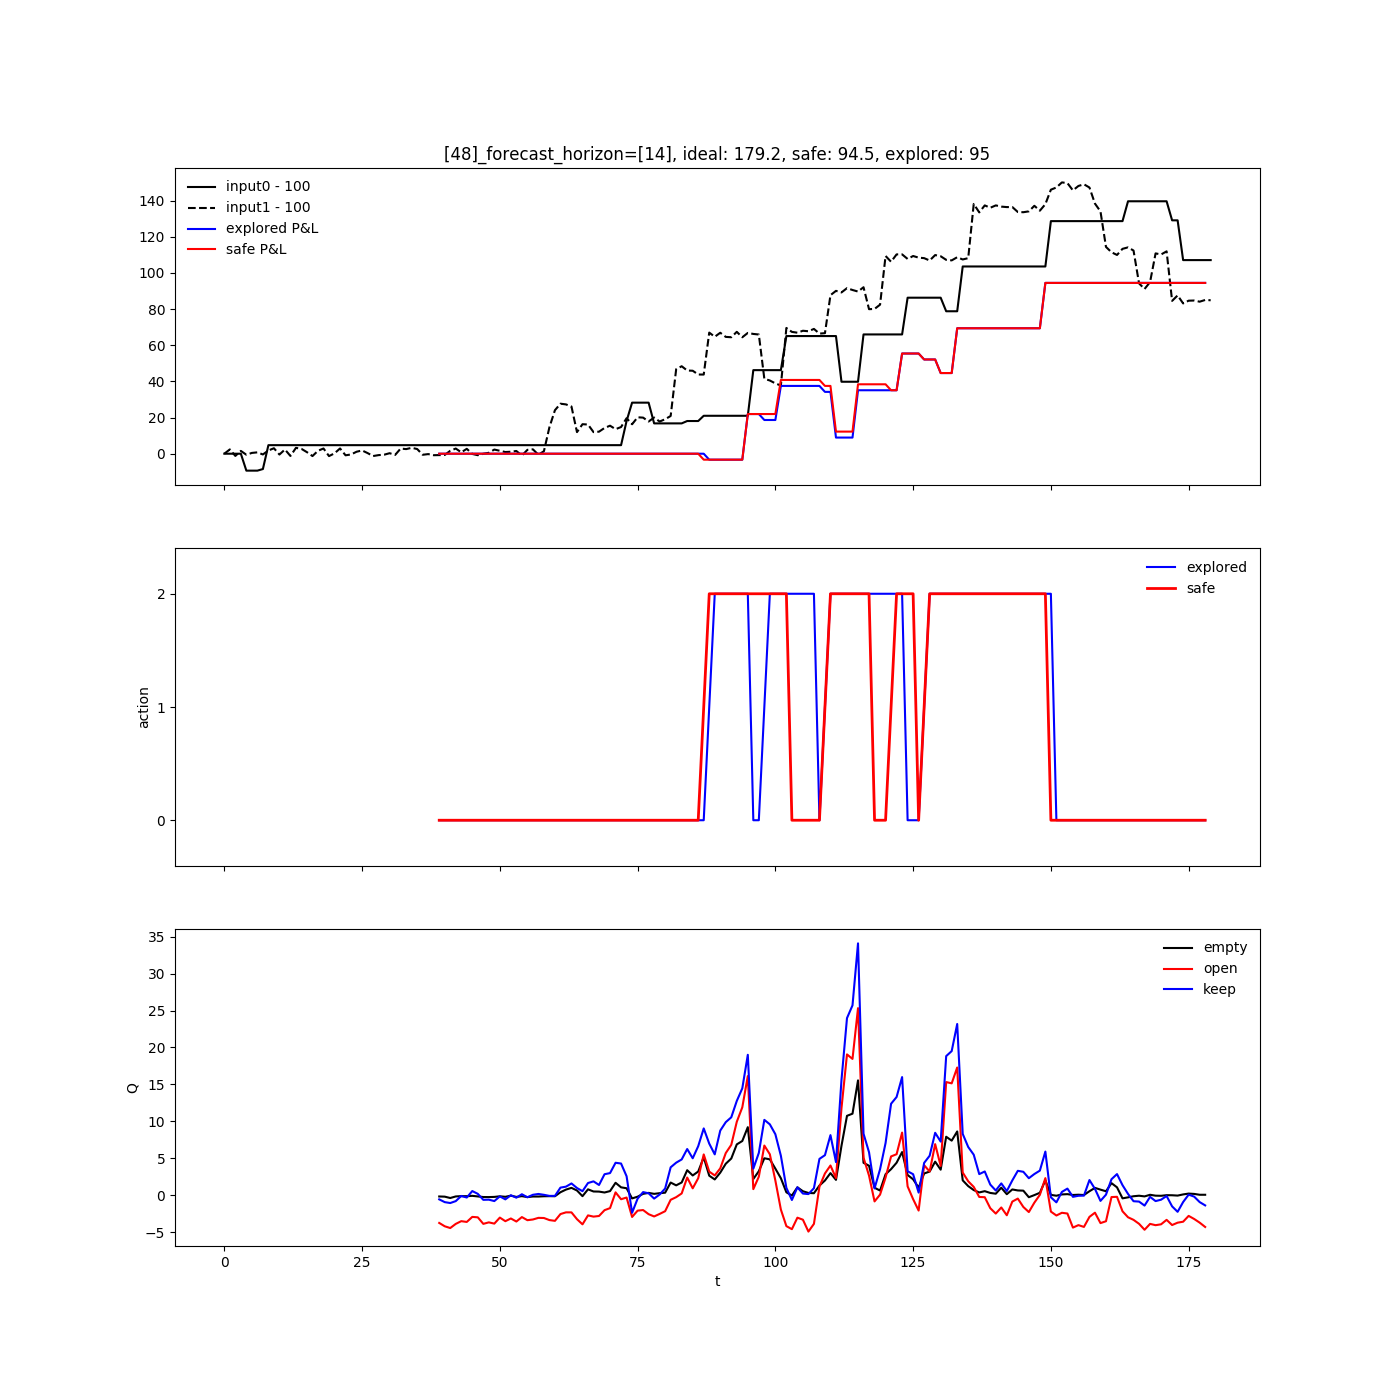 [48]_forecast_horizon=[14], ideal: 179.2, safe: 94.5, explored: 95
input0 - 100
input1 - 100
explored P&L
safe P&L
140
120
100
80
60
40
20
0
explored
safe
2
1
0
action
empty
open
keep
35
30
25
20
15
10
5
0
−5
Q
0 25 50 75 100 125 150 175
t